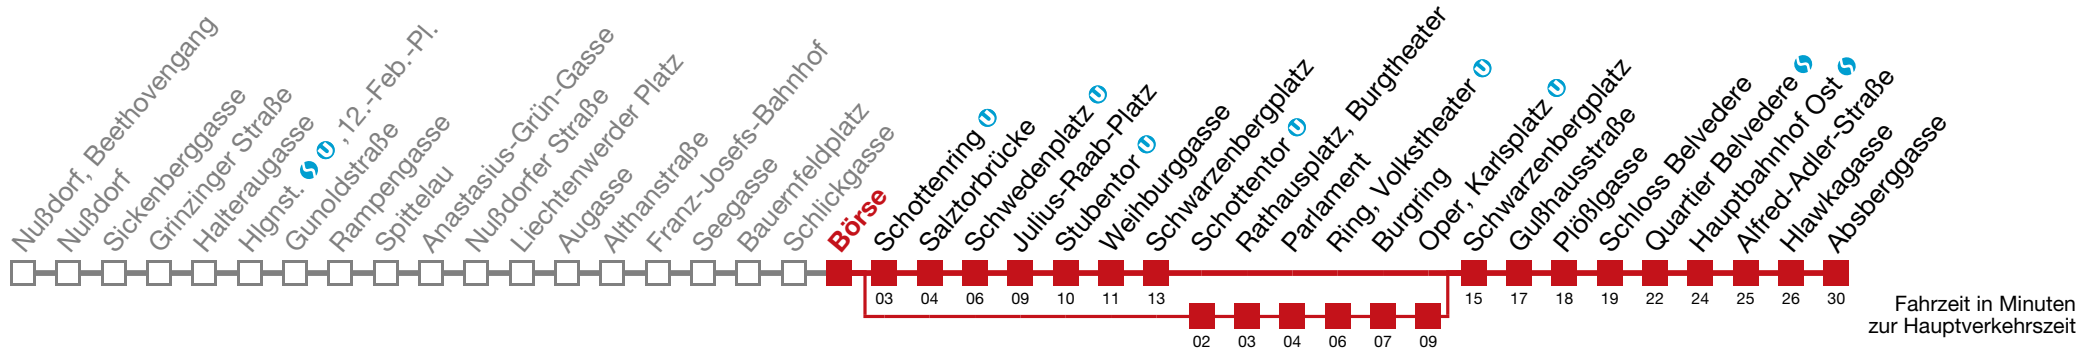 Nußdorf, Beethovengang
Nußdorf
Sickenberggasse
Grinzinger Straße
Halteraugasse
Hlgnst. S U , 12.-Feb.-Pl.
Gunoldstraße
Rampengasse
Spittelau
Anastasius-Grün-Gasse
Nußdorfer Straße
Liechtenwerder Platz
Augasse
Althanstraße
Franz-Josefs-Bahnhof
Seegasse
Bauernfeldplatz
Schlickgasse
Börse
Schottenring U
Salztorbrücke
Schwedenplatz U
Julius-Raab-Platz
Stubentor U
Weihburggasse
Schwarzenbergplatz
Schottentor U
Rathausplatz, Burgtheater
Parlament
Ring, Volkstheater U
Burgring
Oper, Karlsplatz U
Schwarzenbergplatz
Gußhausstraße
Plößlgasse
Schloss Belvedere
Quartier Belvedere S
Hauptbahnhof Ost S
Alfred-Adler-Straße
Hlawkagasse
Absberggasse
03 04 06 09 10 11 13 15 17 18 19 22 24 25 26 30
02 03 04 06 07 09
Fahrzeit in Minuten
zur Hauptverkehrszeit